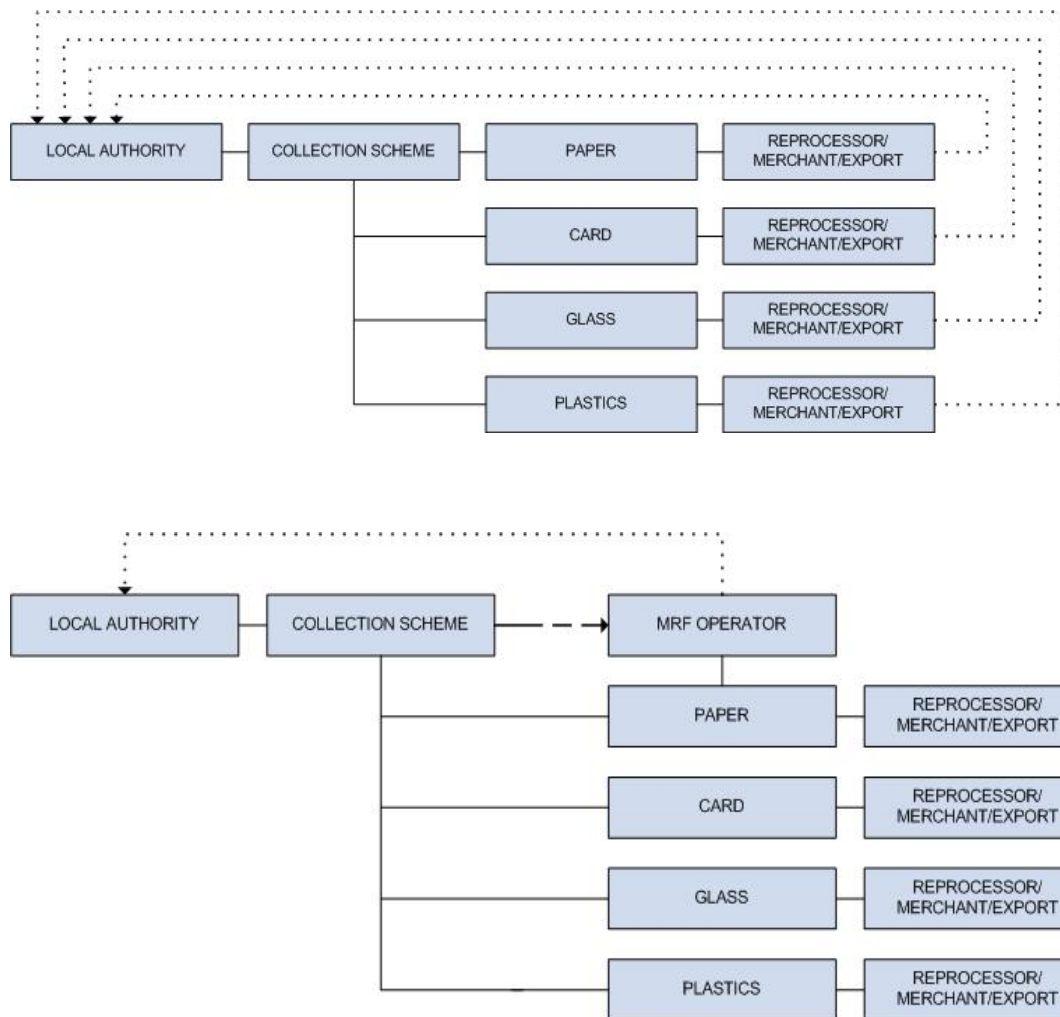 LOCAL AUTHORITY
COLLECTION SCHEME
PAPER
REPROCESSOR/
MERCHANT/EXPORT
CARD
REPROCESSOR/
MERCHANT/EXPORT
GLASS
REPROCESSOR/
MERCHANT/EXPORT
PLASTICS
REPROCESSOR/
MERCHANT/EXPORT
LOCAL AUTHORITY
COLLECTION SCHEME
MRF OPERATOR
PAPER
REPROCESSOR/
MERCHANT/EXPORT
CARD
REPROCESSOR/
MERCHANT/EXPORT
GLASS
REPROCESSOR/
MERCHANT/EXPORT
PLASTICS
REPROCESSOR/
MERCHANT/EXPORT